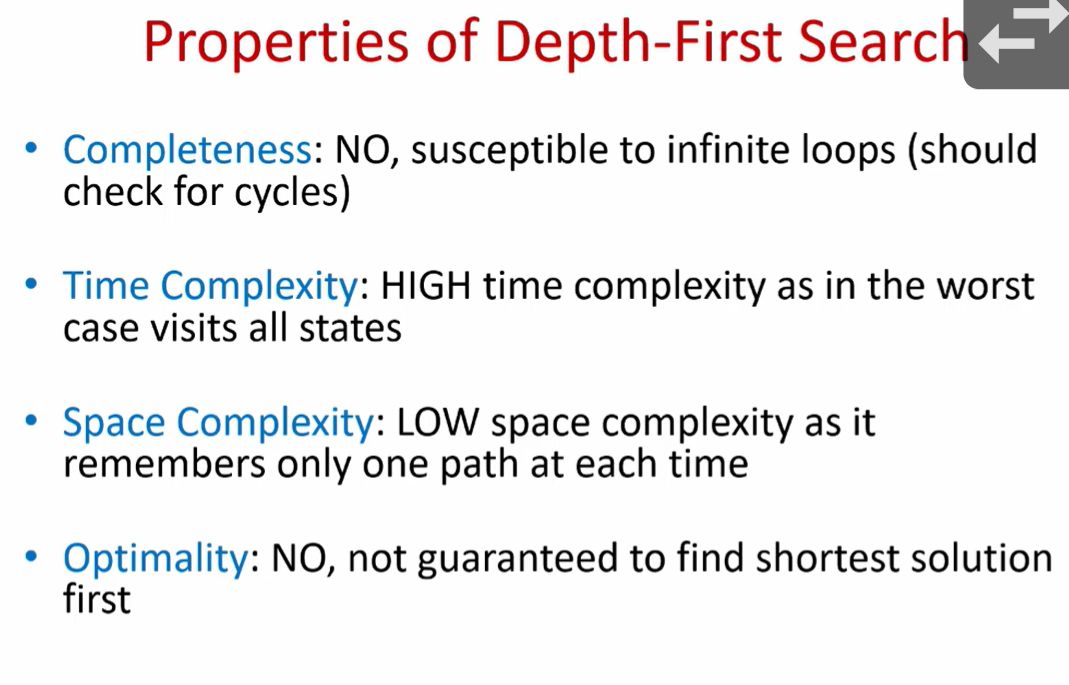 Properties of Depth-First Search
• Completeness: NO, susceptible to infinite loops (should
check for cycles)
• Time Complexity: HIGH time complexity as in the worst
case visits all states
• Space Complexity: LOW space complexity as it
remembers only one path at each time
• Optimality: NO, not guaranteed to find shortest solution
first